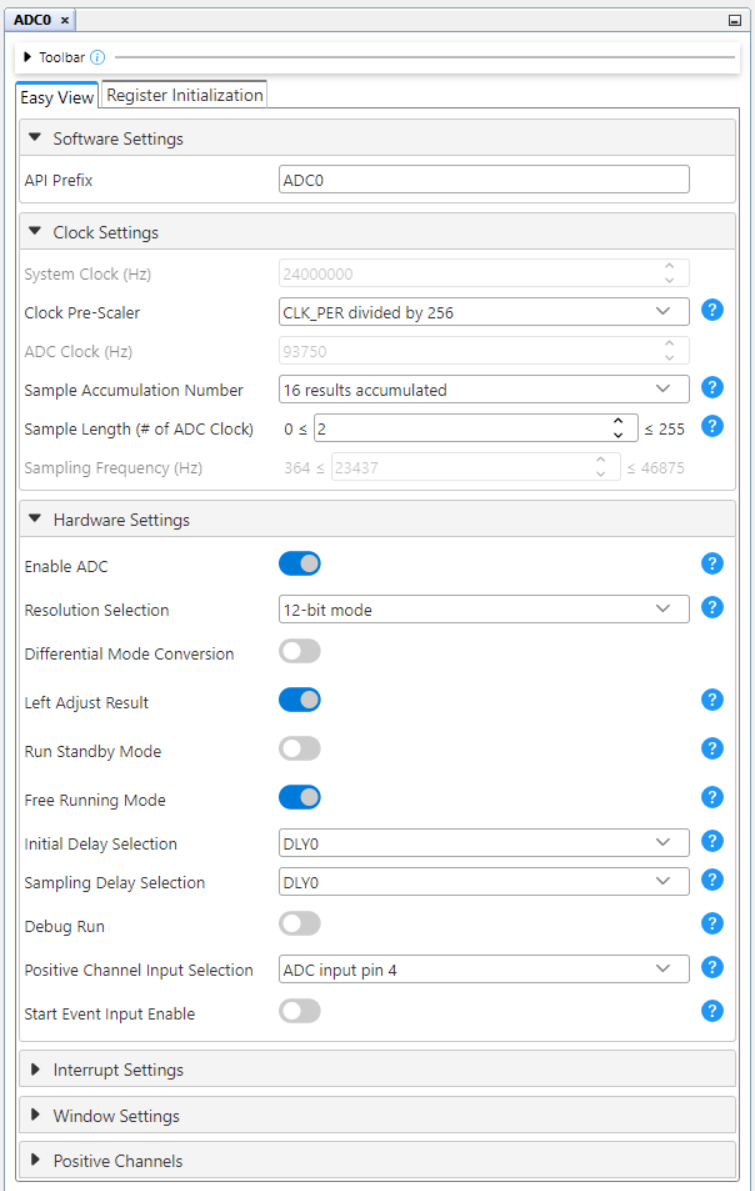 ADC0 ×
Toolbar
Easy View Register Initialization
Software Settings
API Prefix ADC0
Clock Settings
System Clock (Hz) 24000000
Clock Pre-Scaler CLK_PER divided by 256 ?
ADC Clock (Hz) 93750
Sample Accumulation Number 16 results accumulated ?
Sample Length (# of ADC Clock) 0 ≤ 2 ≤ 255 ?
Sampling Frequency (Hz) 364 ≤ 23437 ≤ 46875
Hardware Settings
Enable ADC ?
Resolution Selection 12-bit mode ?
Differential Mode Conversion
Left Adjust Result ?
Run Standby Mode ?
Free Running Mode ?
Initial Delay Selection DLY0 ?
Sampling Delay Selection DLY0 ?
Debug Run ?
Positive Channel Input Selection ADC input pin 4 ?
Start Event Input Enable ?
Interrupt Settings
Window Settings
Positive Channels